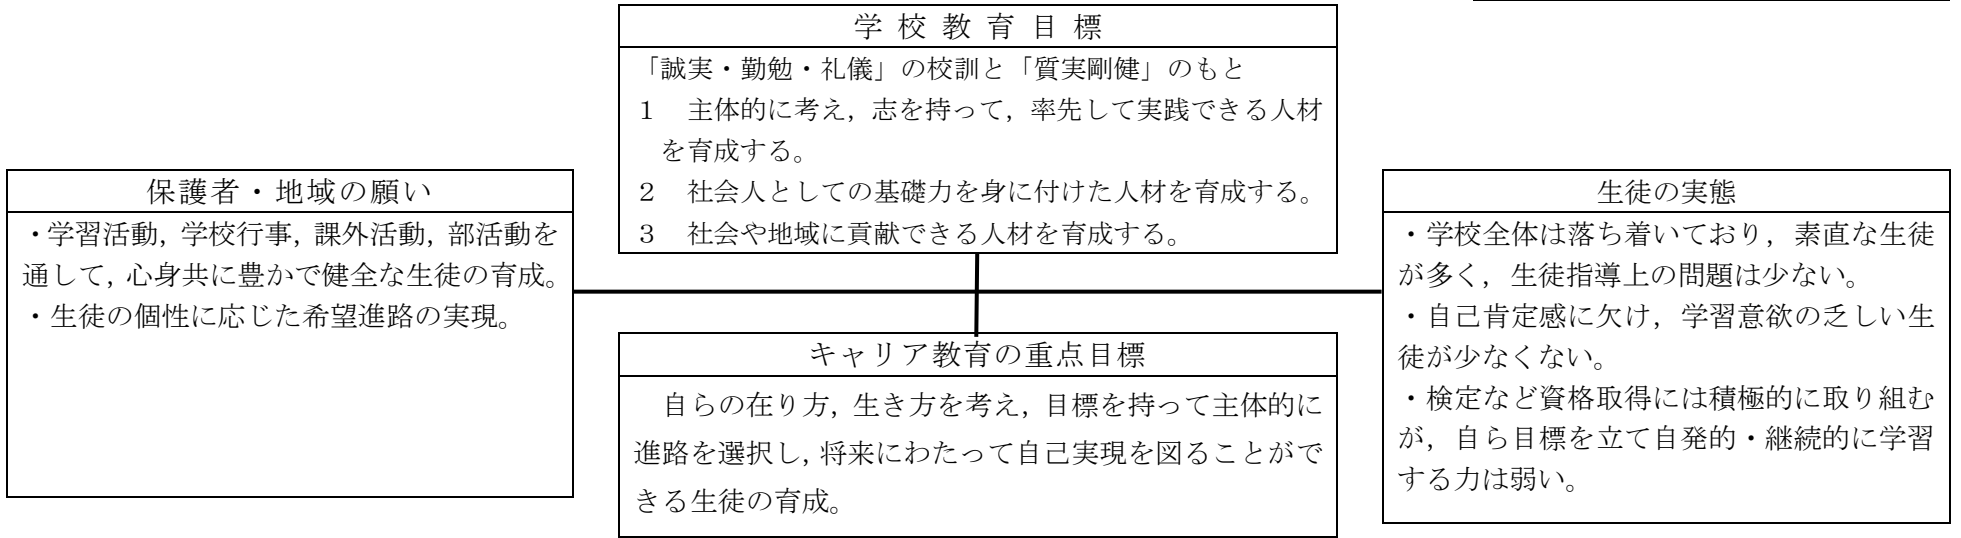 学校教育目標
「誠実・勤勉・礼儀」の校訓と「質実剛健」のもと
１　主体的に考え，志を持って，率先して実践できる人材
を育成する。
２　社会人としての基礎力を身に付けた人材を育成する。
３　社会や地域に貢献できる人材を育成する。
保護者・地域の願い
・学習活動，学校行事，課外活動，部活動を
通して，心身共に豊かで健全な生徒の育成。
・生徒の個性に応じた希望進路の実現。
キャリア教育の重点目標
自らの在り方，生き方を考え，目標を持って主体的に
進路を選択し，将来にわたって自己実現を図ることがで
きる生徒の育成。
生徒の実態
・学校全体は落ち着いており，素直な生徒
が多く，生徒指導上の問題は少ない。
・自己肯定感に欠け，学習意欲の乏しい生
徒が少なくない。
・検定など資格取得には積極的に取り組む
が，自ら目標を立て自発的・継続的に学習
する力は弱い。